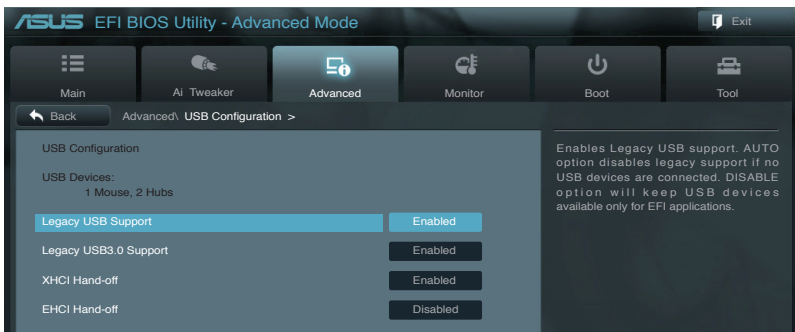 ASUS EFI BIOS Utility - Advanced Mode
Exit
Main
Ai Tweaker
Advanced
Monitor
Boot
Tool
Back
Advanced\ USB Configuration >
USB Configuration
USB Devices:
1 Mouse, 2 Hubs
Legacy USB Support Enabled
Legacy USB3.0 Support Enabled
XHCI Hand-off Enabled
EHCI Hand-off Disabled
Enables Legacy USB support. AUTO
option disables legacy support if no
USB devices are connected. DISABLE
option will keep USB devices
available only for EFI applications.